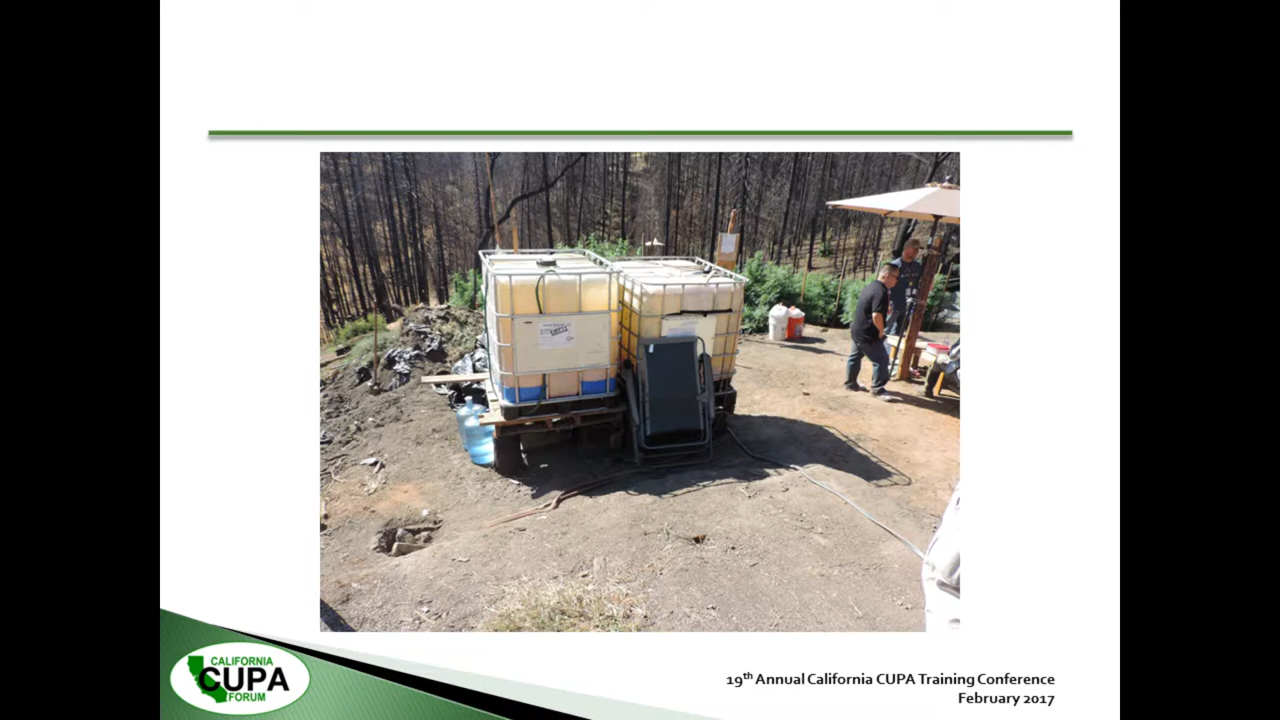 CALIFORNIA
CUPA
FORUM
19th Annual California CUPA Training Conference
February 2017